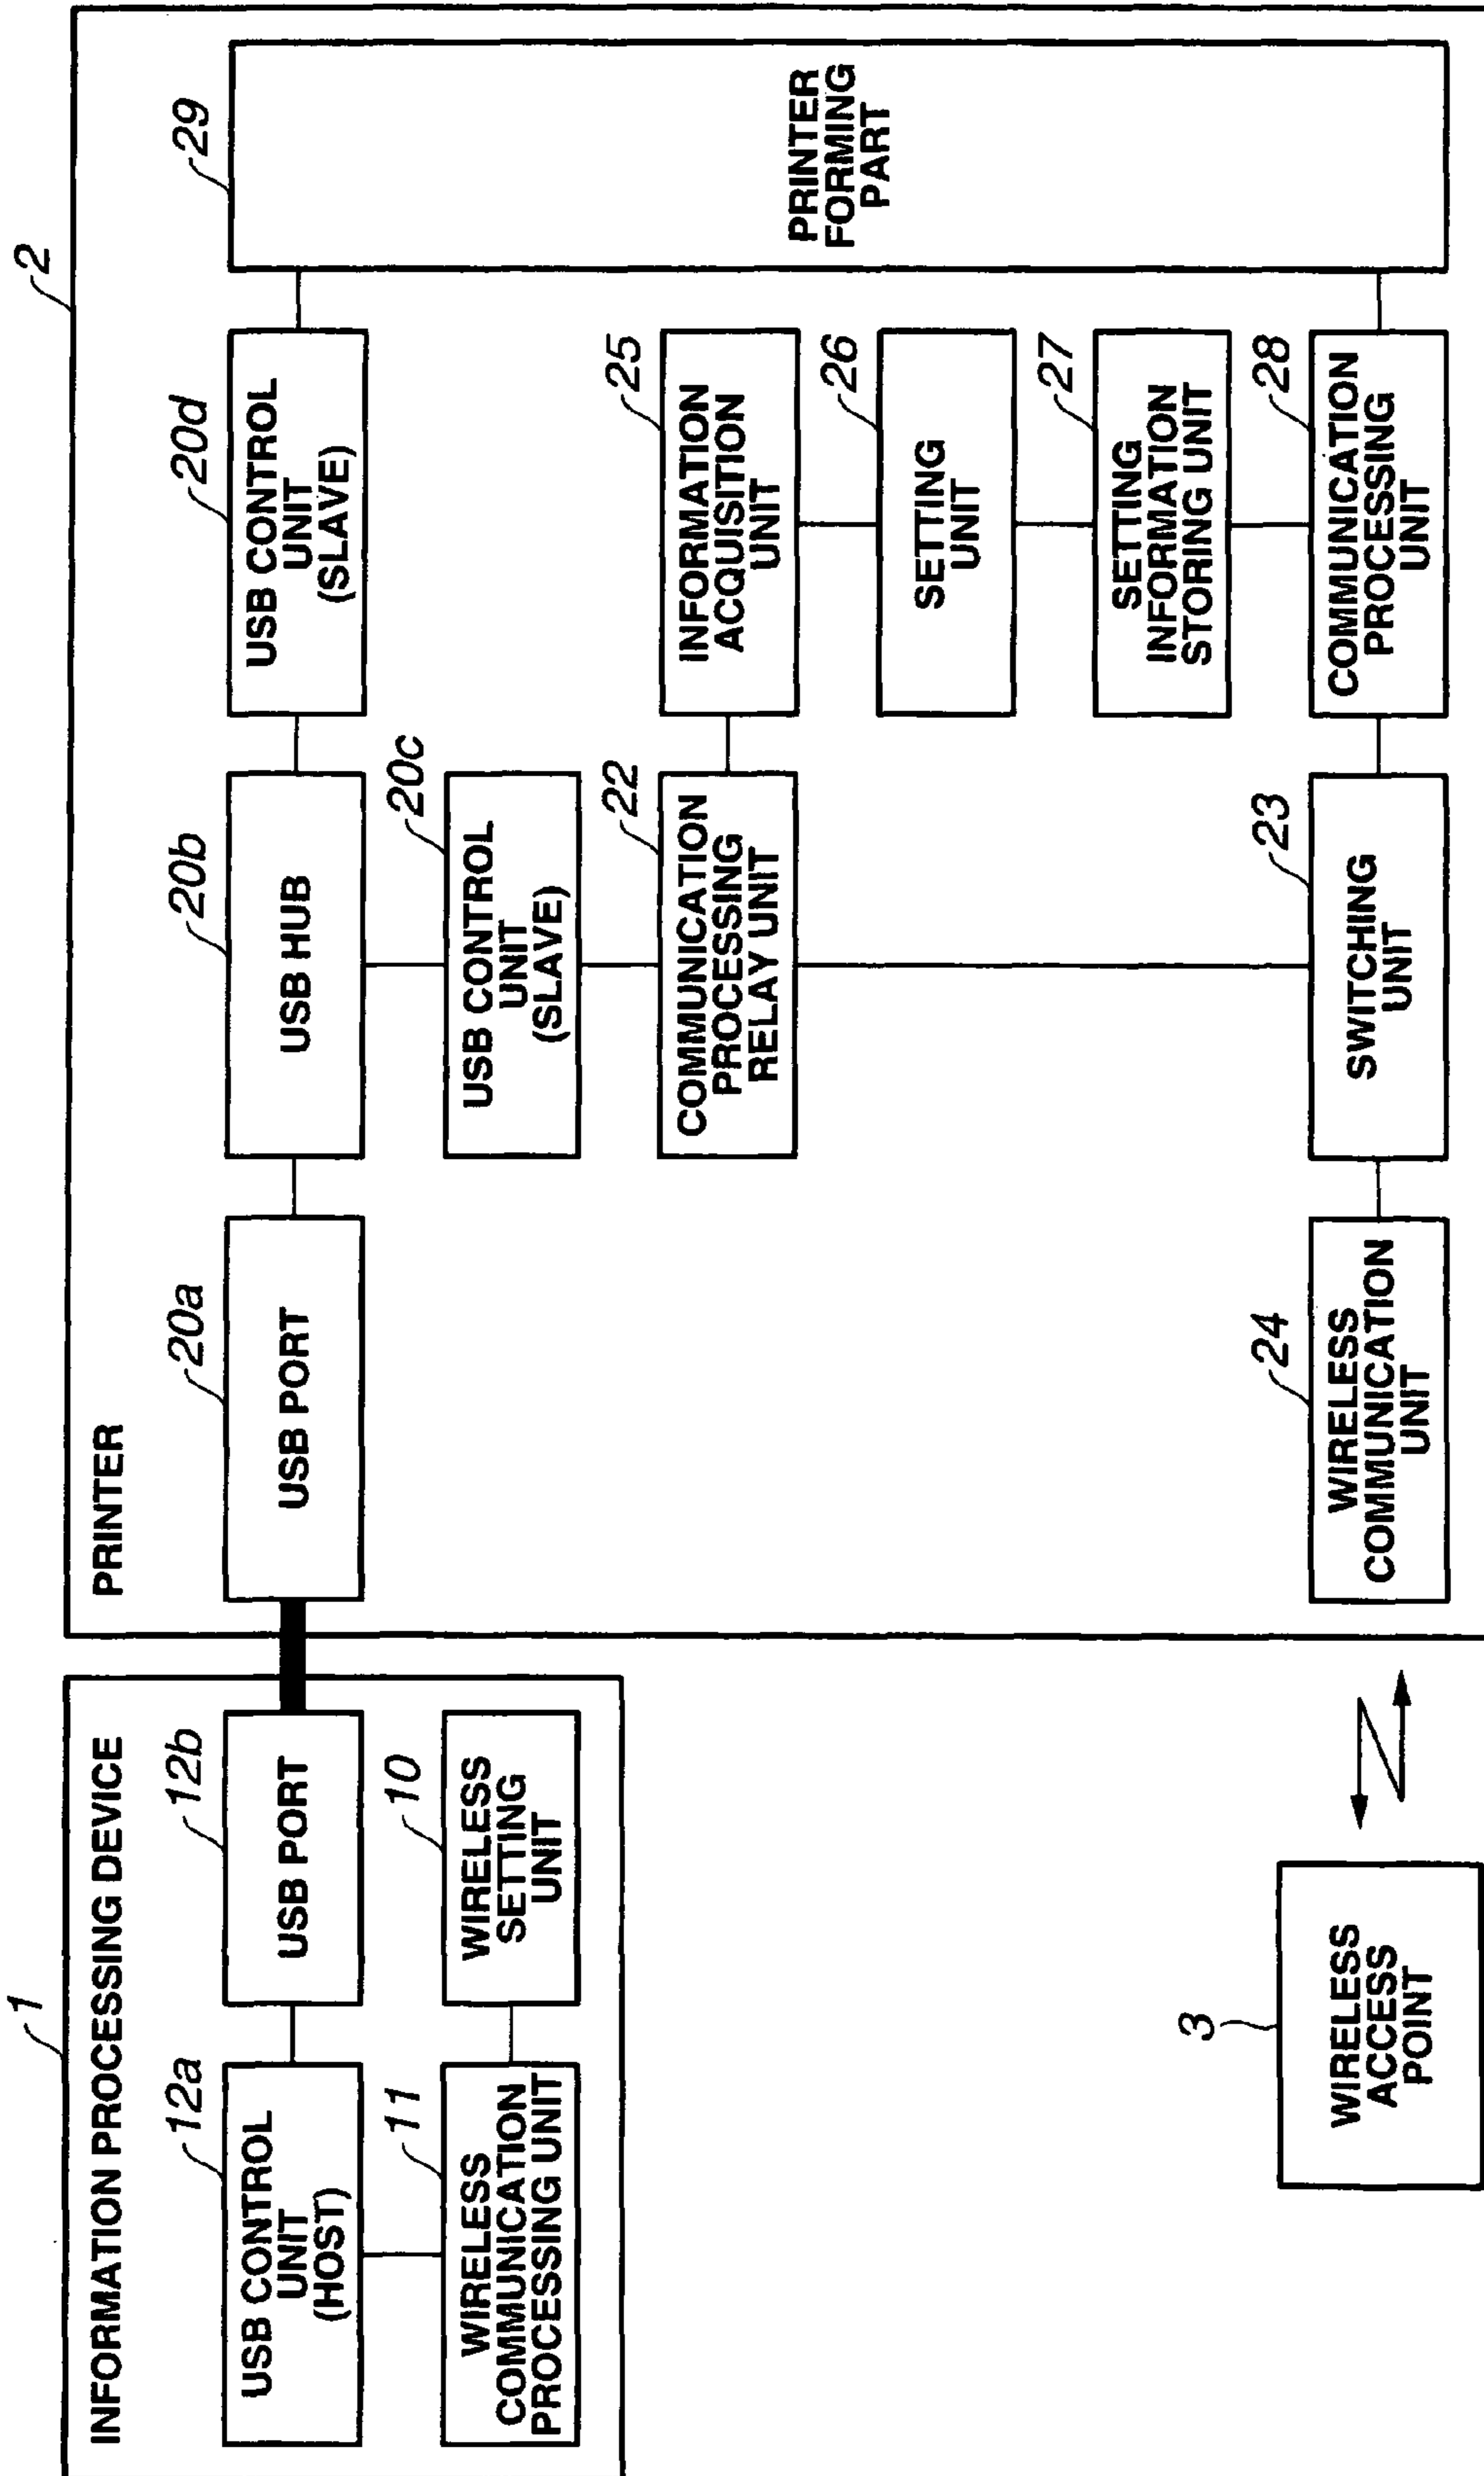 1
INFORMATION PROCESSING DEVICE
12a
USB CONTROL
UNIT
(HOST)
12b
USB PORT
11
WIRELESS
COMMUNICATION
PROCESSING UNIT
10
WIRELESS
SETTING
UNIT
3
WIRELESS
ACCESS
POINT
2
PRINTER
20a
USB PORT
20b
USB HUB
20d
USB CONTROL
UNIT
(SLAVE)
29
PRINTER
FORMING
PART
20c
USB CONTROL
UNIT
(SLAVE)
22
COMMUNICATION
PROCESSING
RELAY UNIT
25
INFORMATION
ACQUISITION
UNIT
26
SETTING
UNIT
27
SETTING
INFORMATION
STORING UNIT
24
WIRELESS
COMMUNICATION
UNIT
23
SWITCHING
UNIT
28
COMMUNICATION
PROCESSING
UNIT